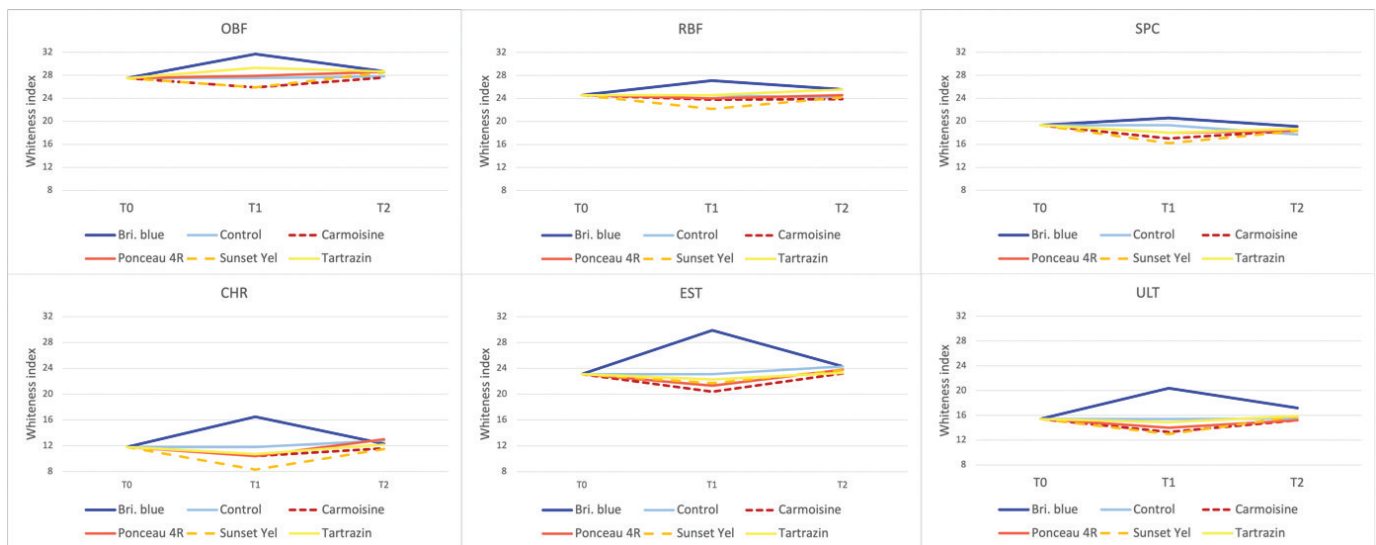 OBF
Whiteness index
32
28
24
20
16
12
8
T0 T1 T2
Bri. blue Control Carmoisine
Ponceau 4R Sunset Yel Tartrazin
RBF
Whiteness index
32
28
24
20
16
12
8
T0 T1 T2
Bri. blue Control Carmoisine
Ponceau 4R Sunset Yel Tartrazin
SPC
Whiteness index
32
28
24
20
16
12
8
T0 T1 T2
Bri. blue Control Carmoisine
Ponceau 4R Sunset Yel Tartrazin
CHR
Whiteness index
32
28
24
20
16
12
8
T0 T1 T2
Bri. blue Control Carmoisine
Ponceau 4R Sunset Yel Tartrazin
EST
Whiteness index
32
28
24
20
16
12
8
T0 T1 T2
Bri. blue Control Carmoisine
Ponceau 4R Sunset Yel Tartrazin
ULT
Whiteness index
32
28
24
20
16
12
8
T0 T1 T2
Bri. blue Control Carmoisine
Ponceau 4R Sunset Yel Tartrazin